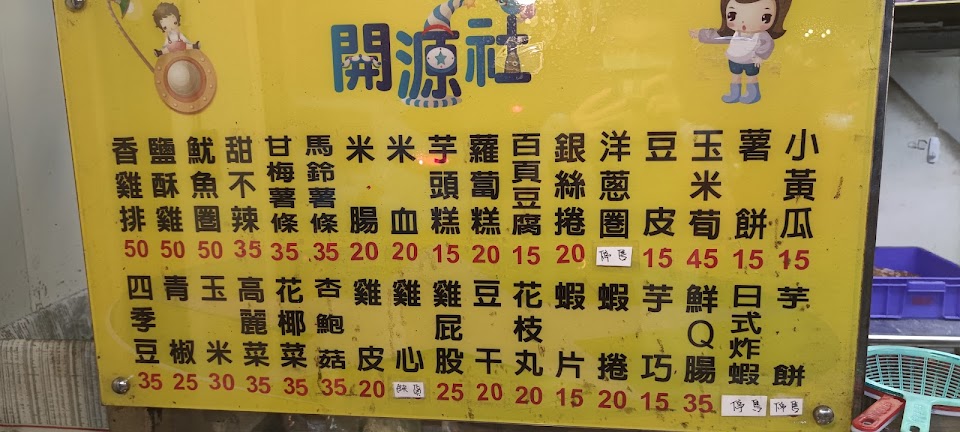 開源社
香雞排 50
鹽酥雞 50
魷魚圈 50
甜不辣 35
甘梅薯條 35
馬鈴薯條 35
米腸 20
米血 20
芋頭糕 15
蘿蔔糕 20
百頁豆腐 15
銀絲捲 20
洋蔥圈 停售
豆皮 15
玉米荀 45
薯餅 15
小黃瓜 15
四季豆 35
青椒 25
玉米 30
高麗菜 35
花椰菜 35
杏鮑菇 35
雞皮 20
雞心
雞屁股 25
豆干 20
花枝丸 20
蝦片 15
蝦捲 20
芋巧 15
鮮Q腸 35
日式炸蝦 停售
芋餅 停售